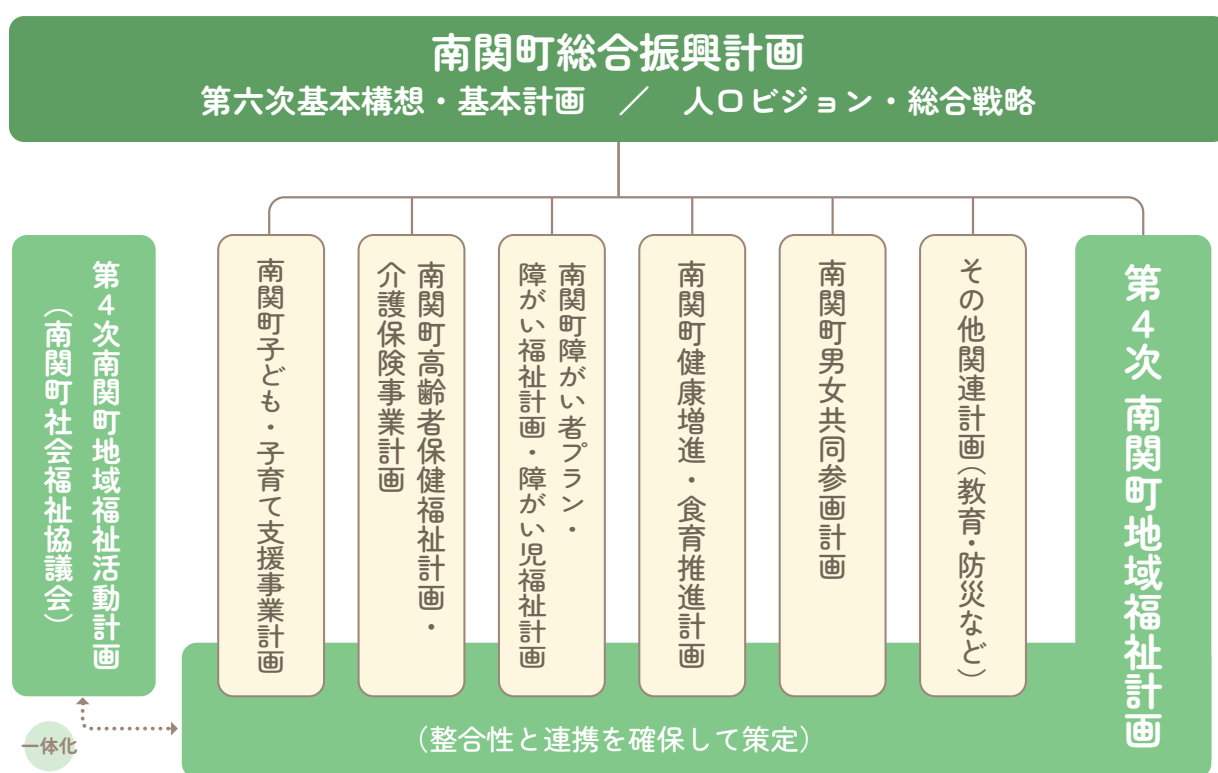 南関町総合振興計画
第六次基本構想・基本計画　／　人口ビジョン・総合戦略
第4次 南関町地域福祉計画
その他関連計画（教育・防災など）
南関町男女共同参画計画
南関町健康増進・食育推進計画
南関町障がい者プラン・
障がい福祉計画・障がい児福祉計画
南関町高齢者保健福祉計画・
介護保険事業計画
南関町子ども・子育て支援事業計画
第4次南関町地域福祉活動計画
（南関町社会福祉協議会）
（整合性と連携を確保して策定）
一体化